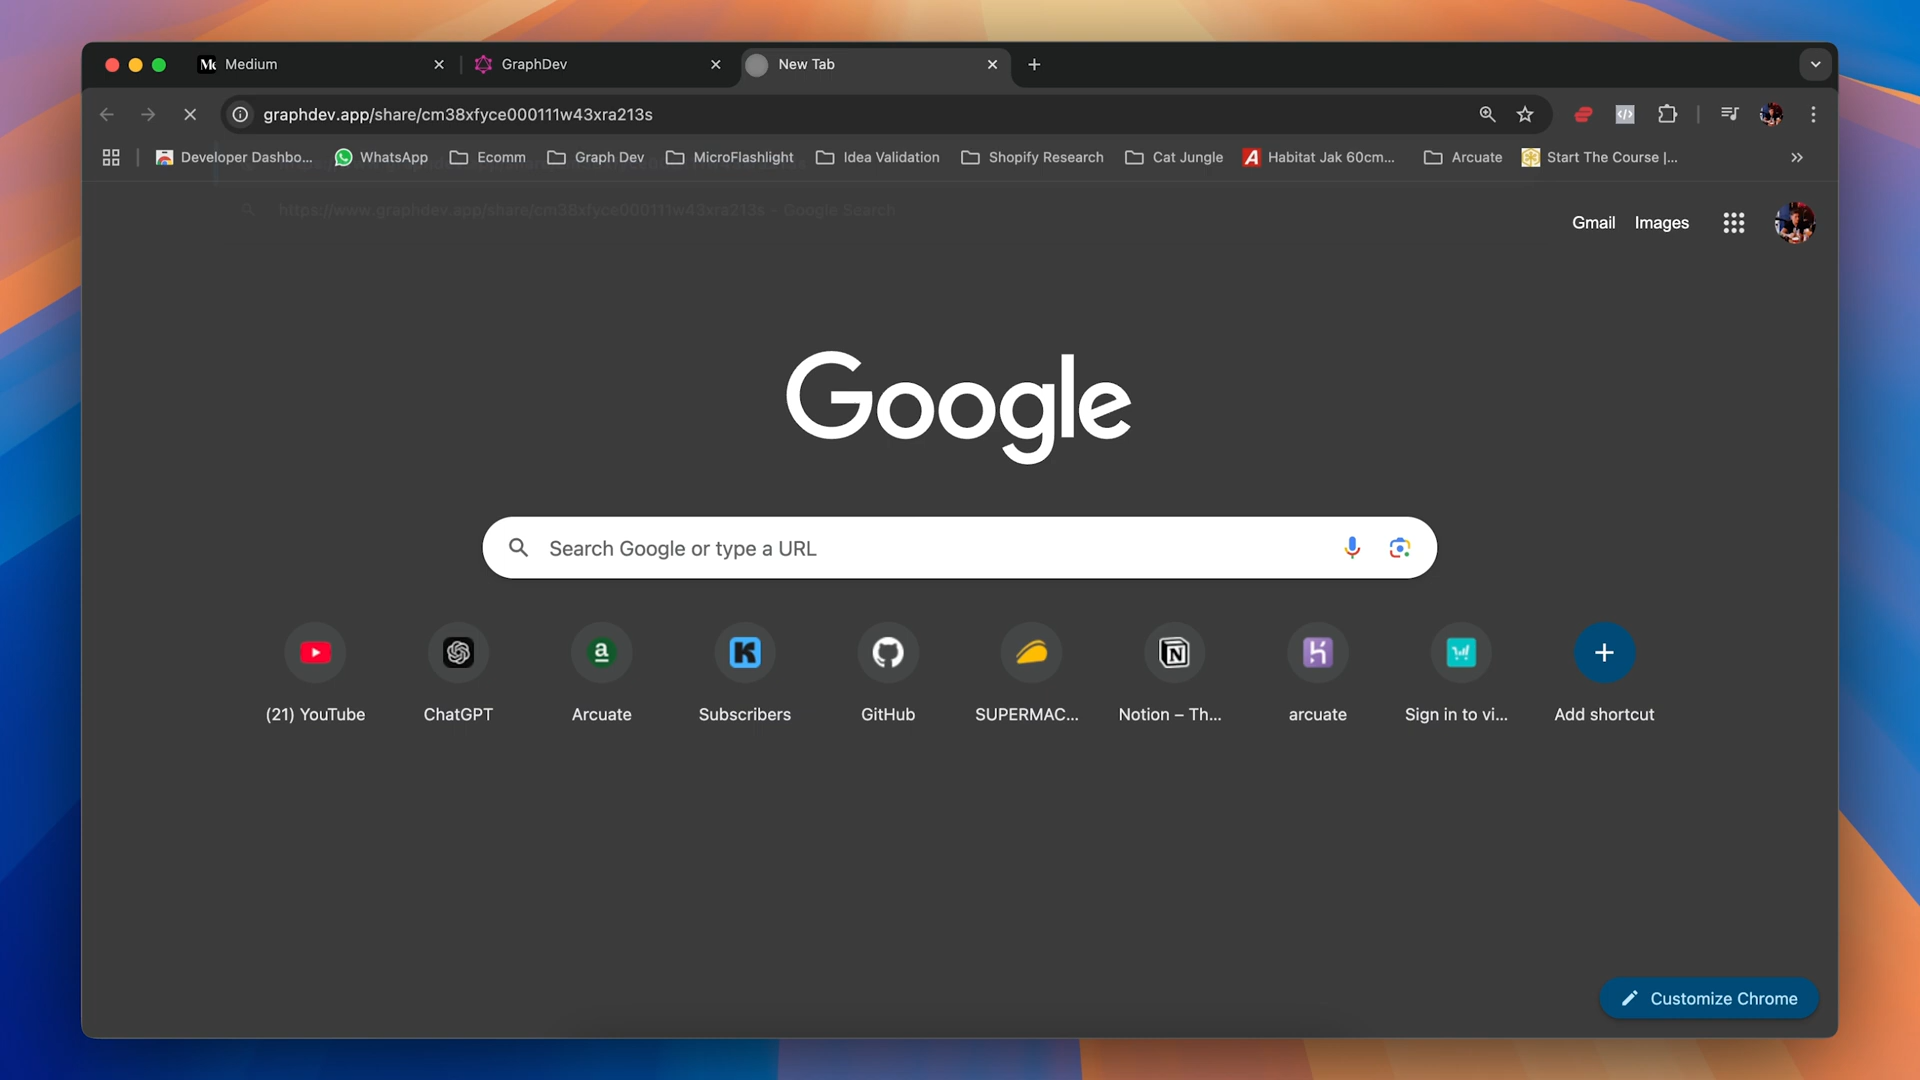 Medium
GraphDev
New Tab
graphdev.app/share/cm38xfyce000111w43xra213s
Developer Dashbo...
WhatsApp
Ecomm
Graph Dev
MicroFlashlight
Idea Validation
Shopify Research
Cat Jungle
Habitat Jak 60cm...
Arcuate
Start The Course |...
https://www.graphdev.app/share/cm38xfyce000111w43xra213s - Google Search
Gmail
Images
Google
Search Google or type a URL
(21) YouTube
ChatGPT
Arcuate
Subscribers
GitHub
SUPERMAC...
Notion – Th...
arcuate
Sign in to vi...
Add shortcut
Customize Chrome